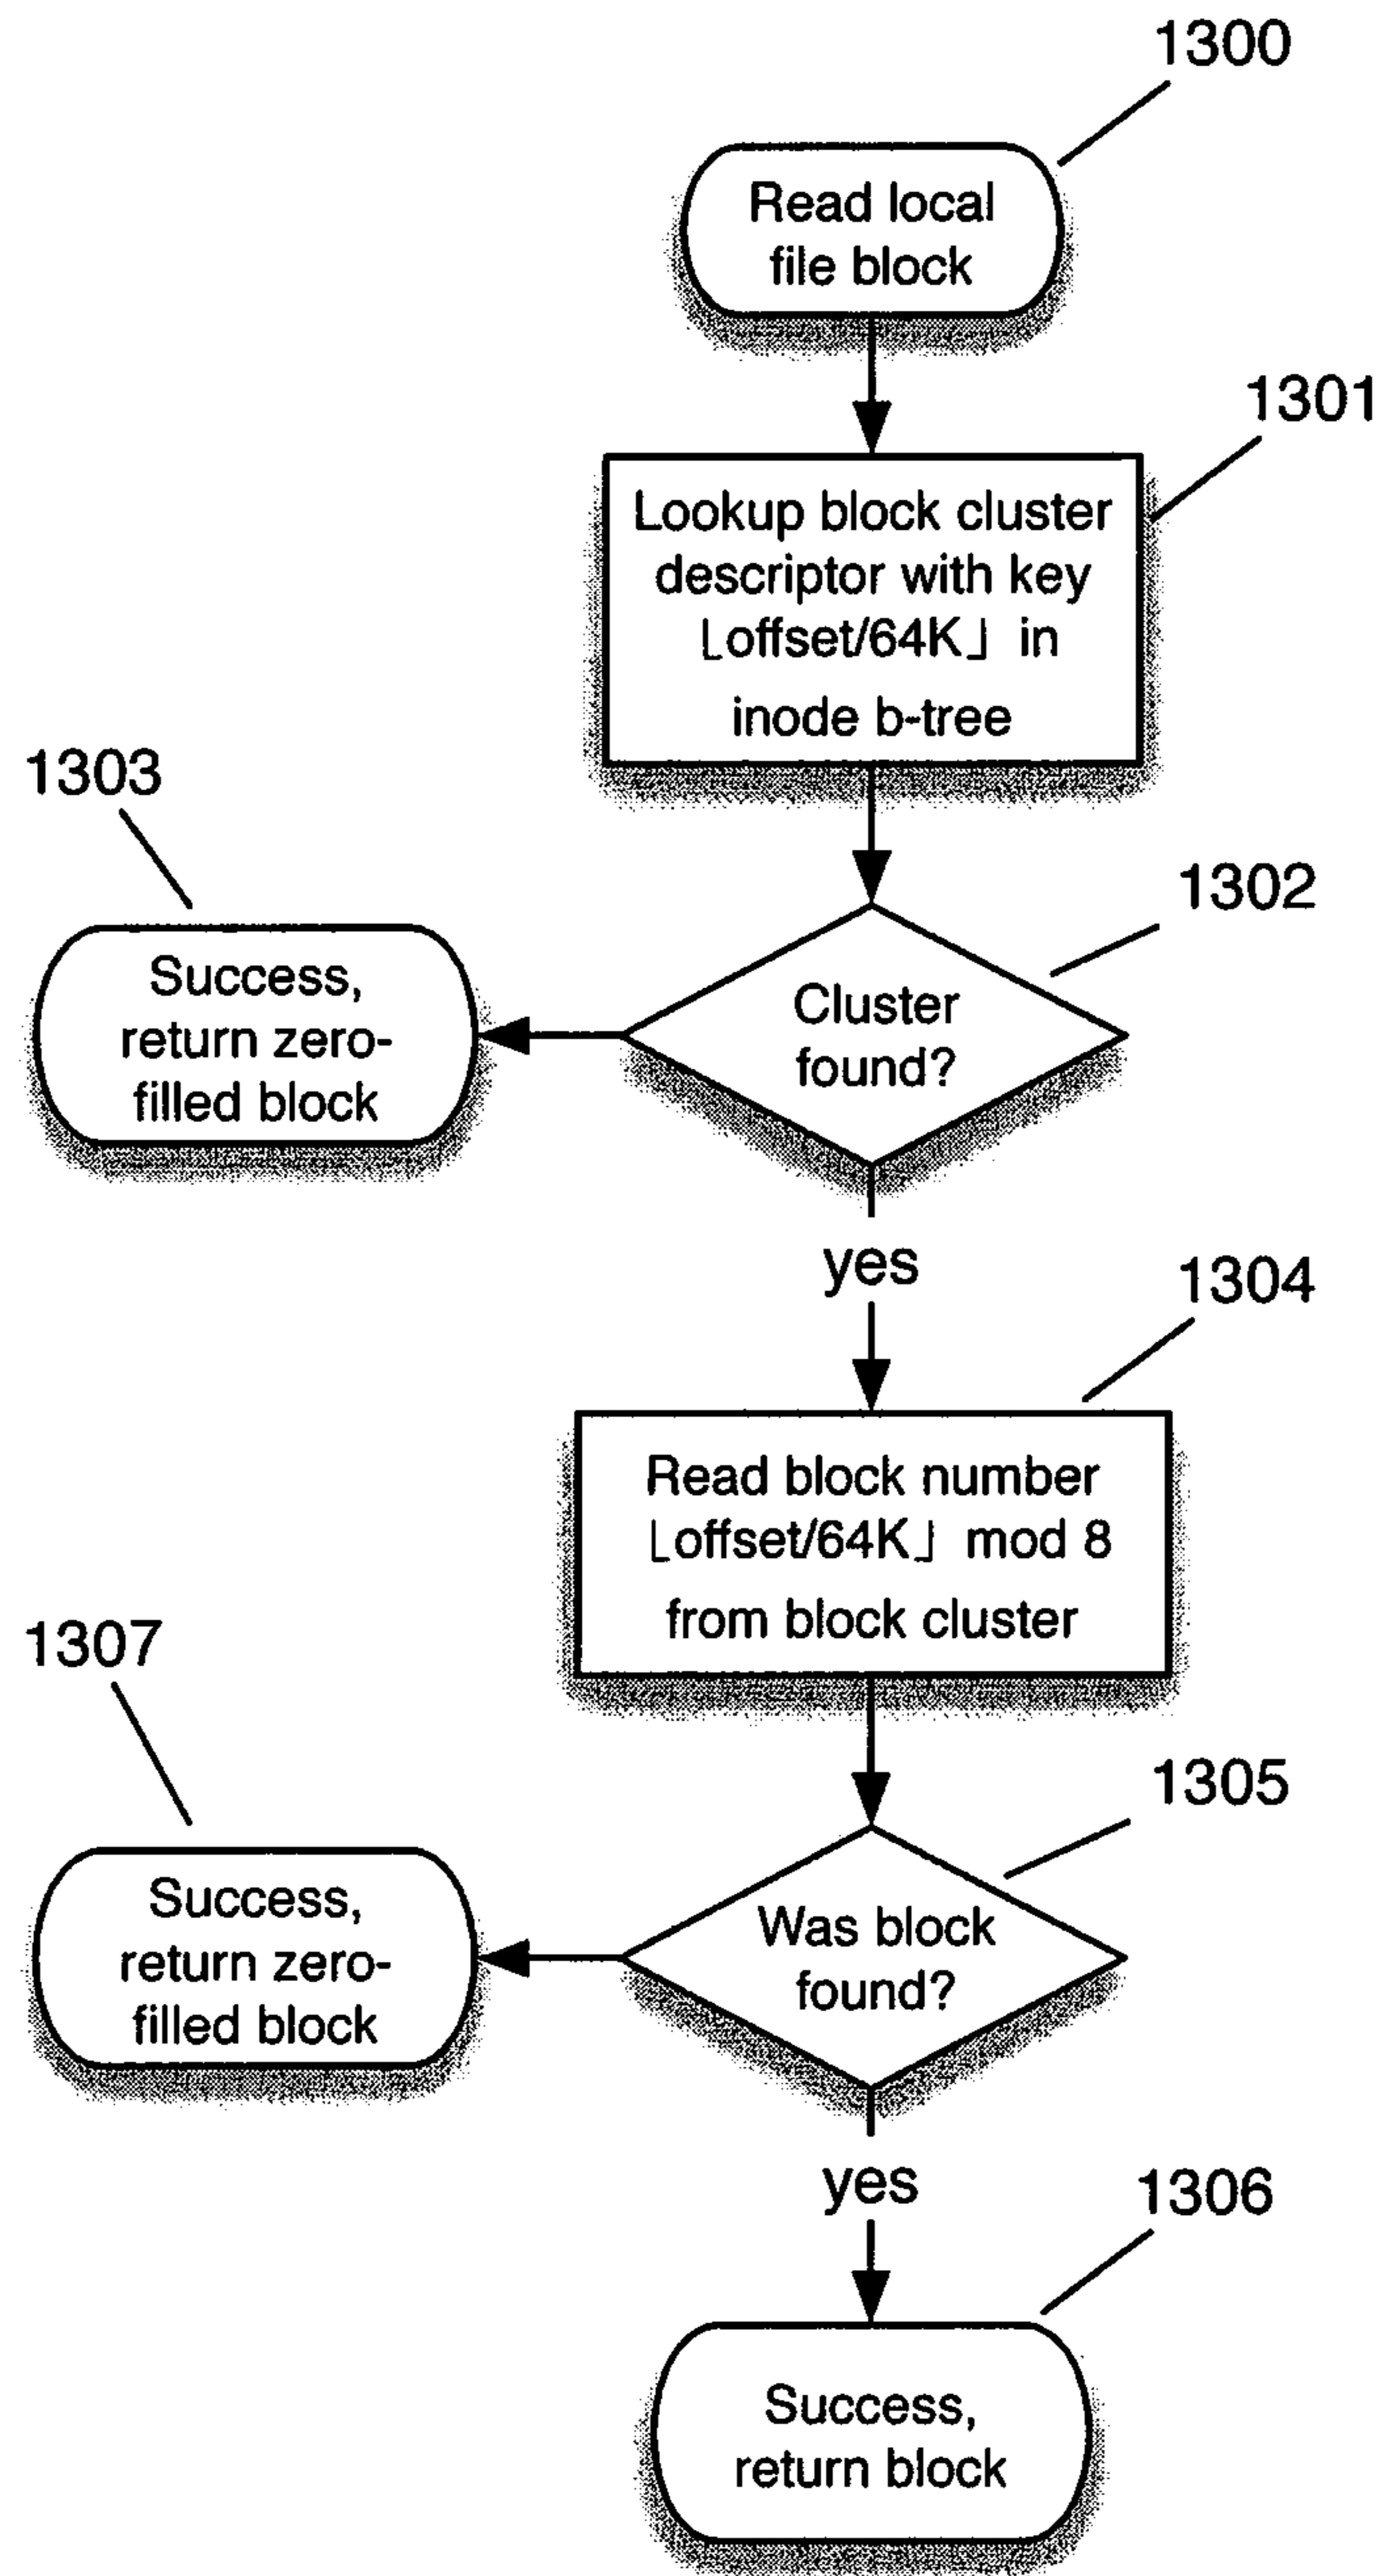 1300
Read local
file block
1301
Lookup block cluster
descriptor with key
⌊offset/64K⌋ in
inode b-tree
1303
1302
Success,
return zero-
filled block
Cluster
found?
yes
1304
Read block number
⌊offset/64K⌋ mod 8
from block cluster
1307
1305
Success,
return zero-
filled block
Was block
found?
yes
1306
Success,
return block